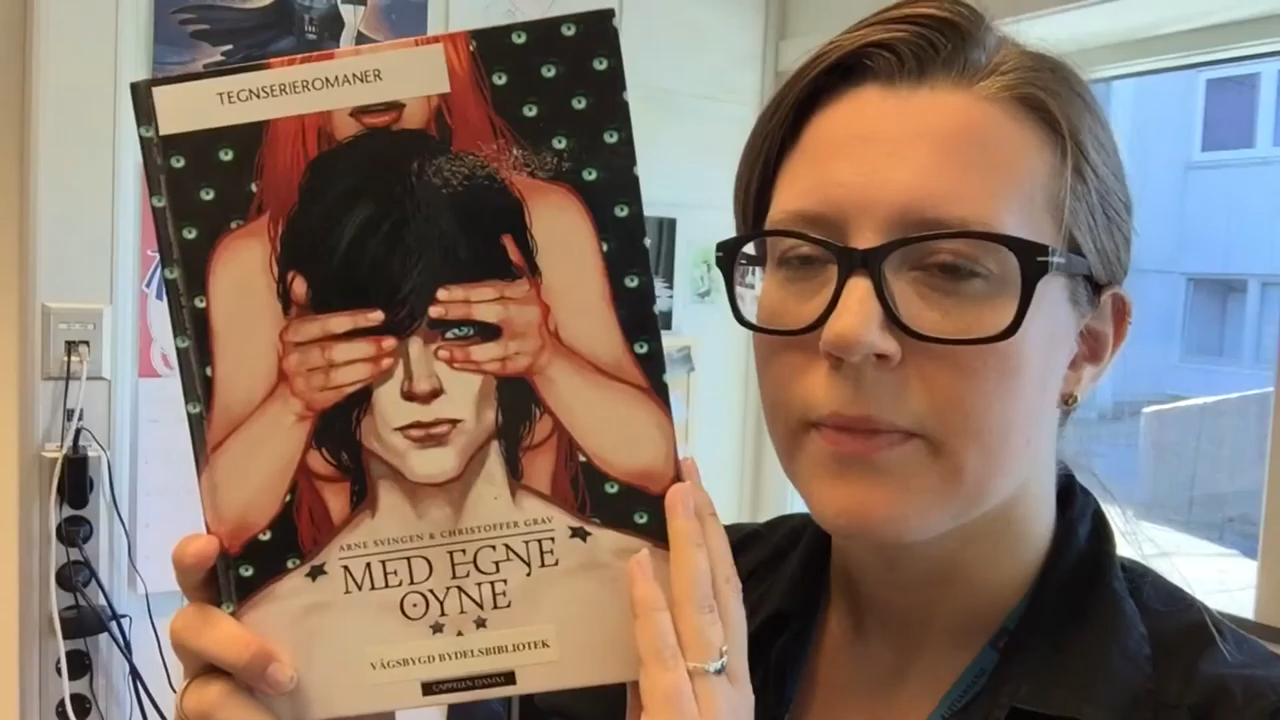 TEGNSERIEROMANER
ARNE SVINGEN & CHRISTOFFER GRAV
MED EGNE
ØYNE
VÅGSBYGD BYDELSBIBLIOTEK
CAPPELEN DAMM